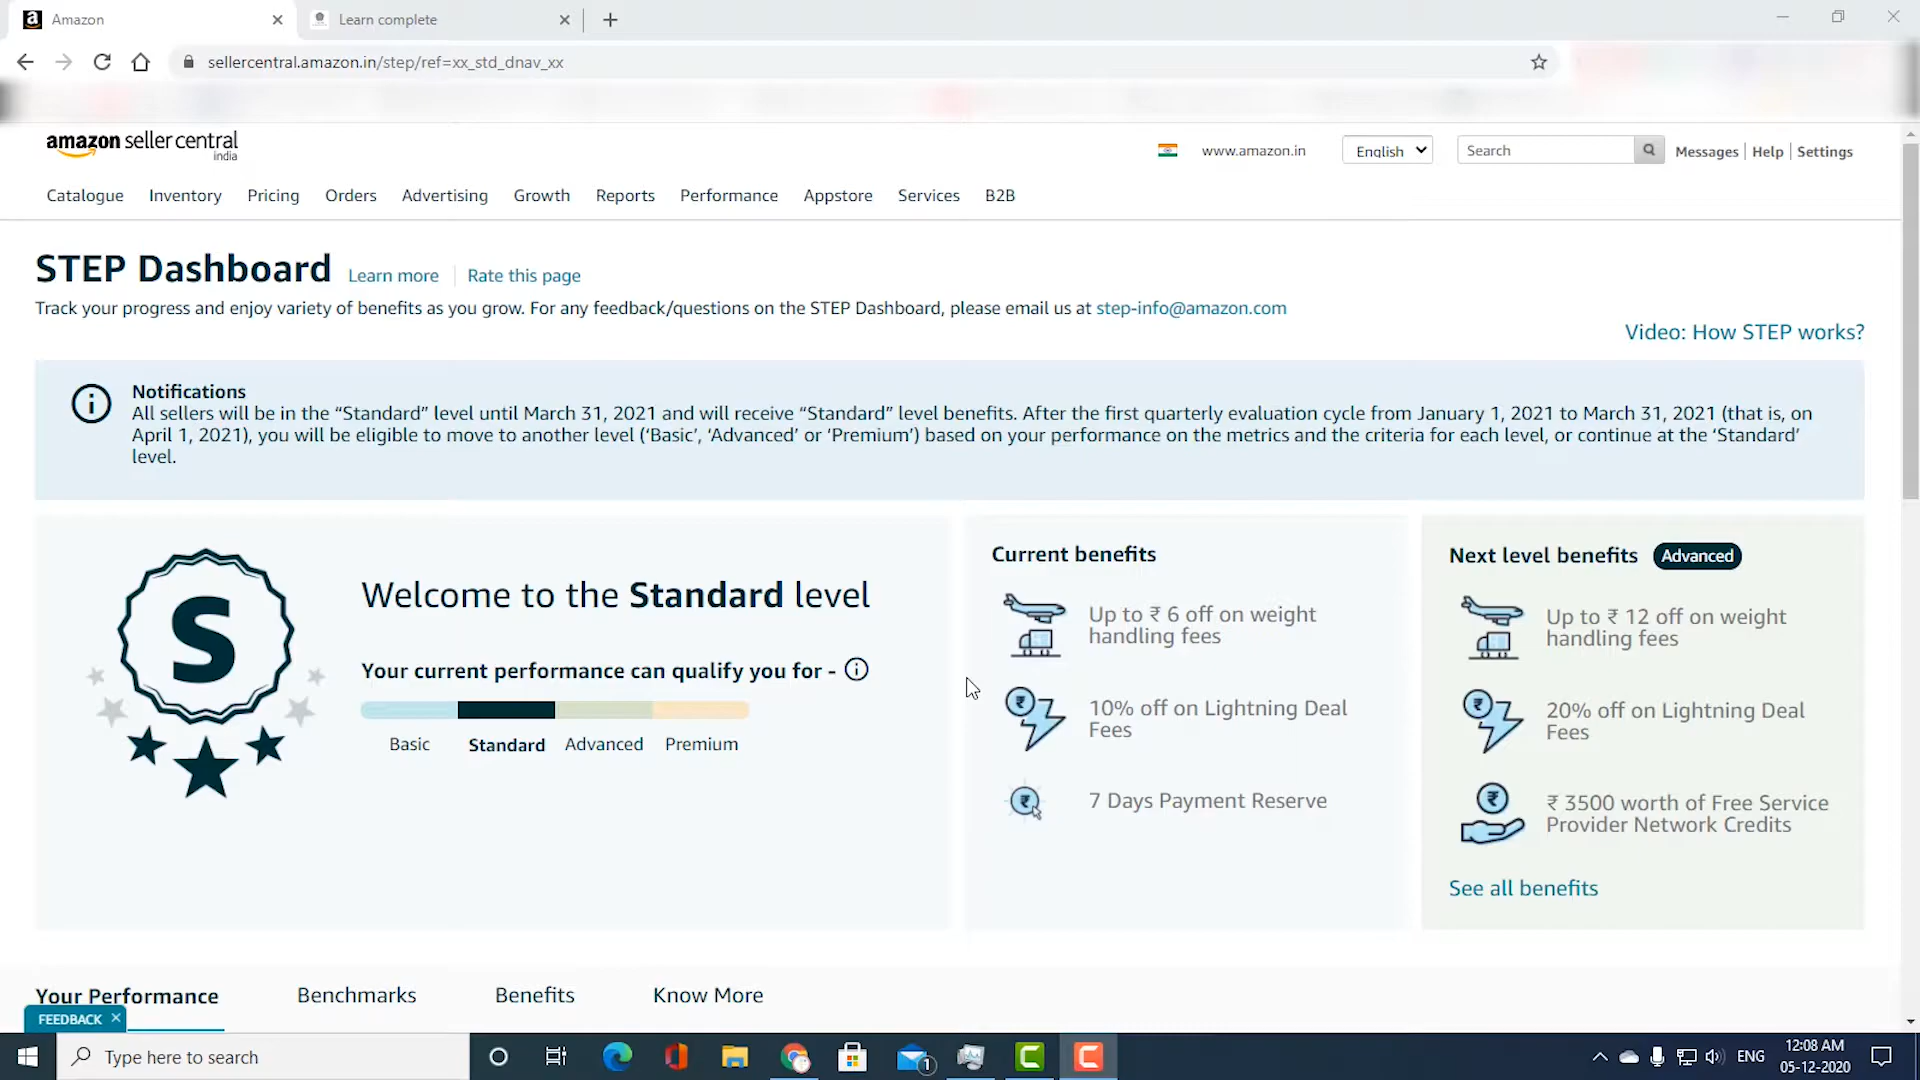 Amazon
Learn complete
sellercentral.amazon.in/step/ref=xx_std_dnav_xx
amazon seller central
india
www.amazon.in
English
Search
Messages
Help
Settings
Catalogue
Inventory
Pricing
Orders
Advertising
Growth
Reports
Performance
Appstore
Services
B2B
STEP Dashboard
Learn more
Rate this page
Track your progress and enjoy variety of benefits as you grow. For any feedback/questions on the STEP Dashboard, please email us at step-info@amazon.com
Video: How STEP works?
Notifications
All sellers will be in the “Standard” level until March 31, 2021 and will receive “Standard” level benefits. After the first quarterly evaluation cycle from January 1, 2021 to March 31, 2021 (that is, on
April 1, 2021), you will be eligible to move to another level (‘Basic’, ‘Advanced’ or ‘Premium’) based on your performance on the metrics and the criteria for each level, or continue at the ‘Standard’
level.
S
Welcome to the Standard level
Your current performance can qualify you for -
Basic
Standard
Advanced
Premium
Current benefits
Up to ₹ 6 off on weight
handling fees
10% off on Lightning Deal
Fees
7 Days Payment Reserve
Next level benefits
Advanced
Up to ₹ 12 off on weight
handling fees
20% off on Lightning Deal
Fees
₹ 3500 worth of Free Service
Provider Network Credits
See all benefits
Your Performance
Benchmarks
Benefits
Know More
FEEDBACK
Type here to search
1
ENG
12:08 AM
05-12-2020